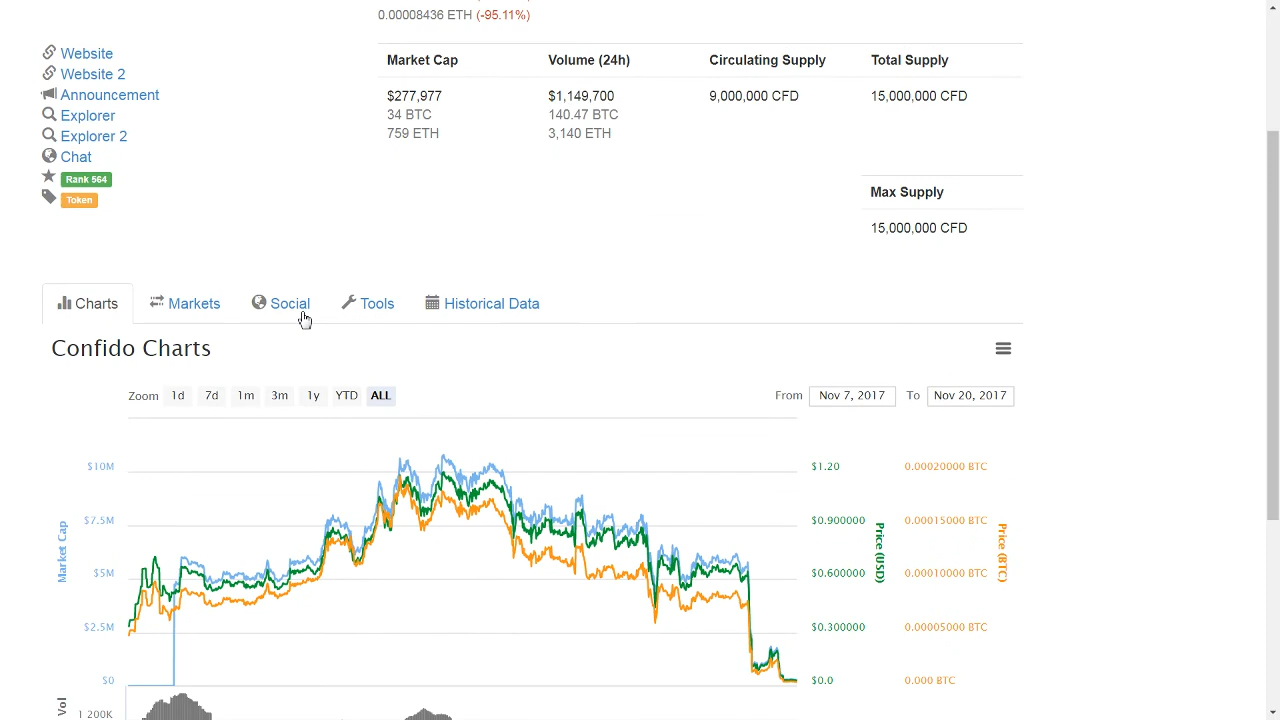 0.00008436 ETH (-95.11%)
Website
Website 2
Announcement
Explorer
Explorer 2
Chat
Rank 564
Token
Market Cap Volume (24h) Circulating Supply Total Supply
$277,977 $1,149,700 9,000,000 CFD 15,000,000 CFD
34 BTC 140.47 BTC
759 ETH 3,140 ETH
Max Supply
15,000,000 CFD
Charts Markets Social Tools Historical Data
Confido Charts
Zoom 1d 7d 1m 3m 1y YTD ALL From Nov 7, 2017 To Nov 20, 2017
$10M $1.20 0.00020000 BTC
$7.5M $0.900000 0.00015000 BTC
Market Cap Price (USD) Price (BTC)
$5M $0.600000 0.00010000 BTC
$2.5M $0.300000 0.00005000 BTC
$0 $0.0 0.000 BTC
Vol
1 200K